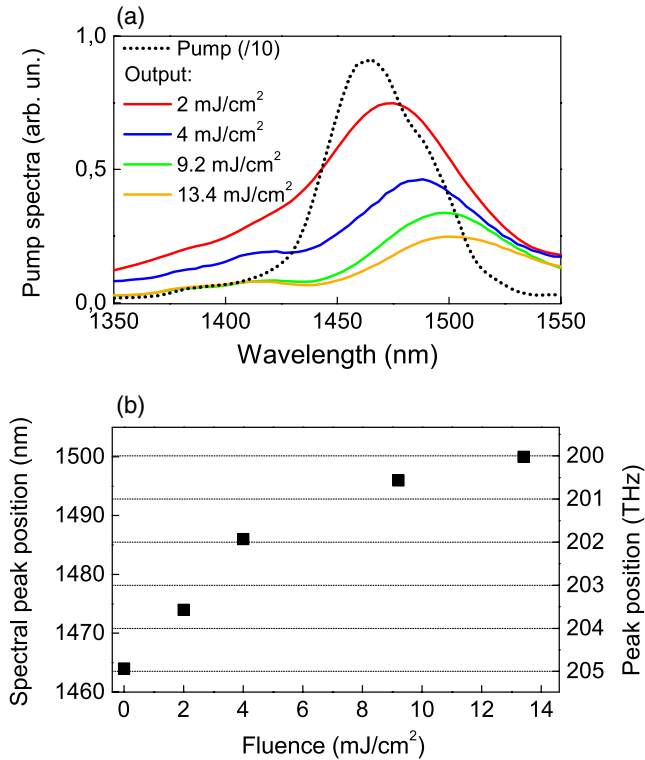 (a)
1,0
Pump (/10)
Output:
2 mJ/cm²
4 mJ/cm²
9.2 mJ/cm²
13.4 mJ/cm²
0,5
0,0
Pump spectra (arb. un.)
1350 1400 1450 1500 1550
Wavelength (nm)
(b)
1500
1490
1480
1470
1460
Spectral peak position (nm)
200
201
202
203
204
205
Peak position (THz)
0 2 4 6 8 10 12 14
Fluence (mJ/cm²)